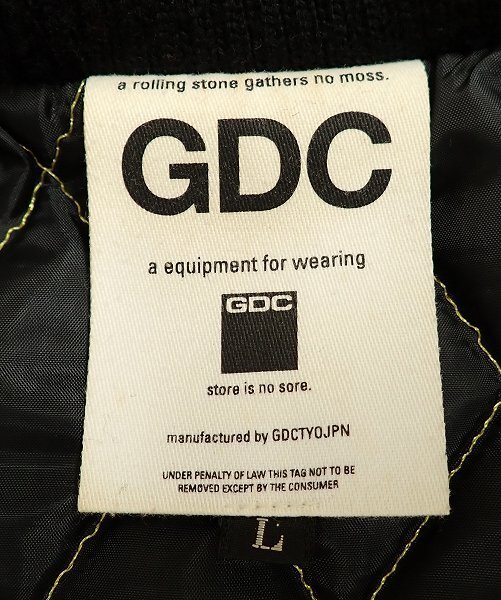 a rolling stone gathers no moss.
GDC
a equipment for wearing
GDC
store is no sore.
manufactured by GDCTYOJPN
UNDER PENALTY OF LAW THIS TAG NOT TO BE
REMOVED EXCEPT BY THE CONSUMER
L